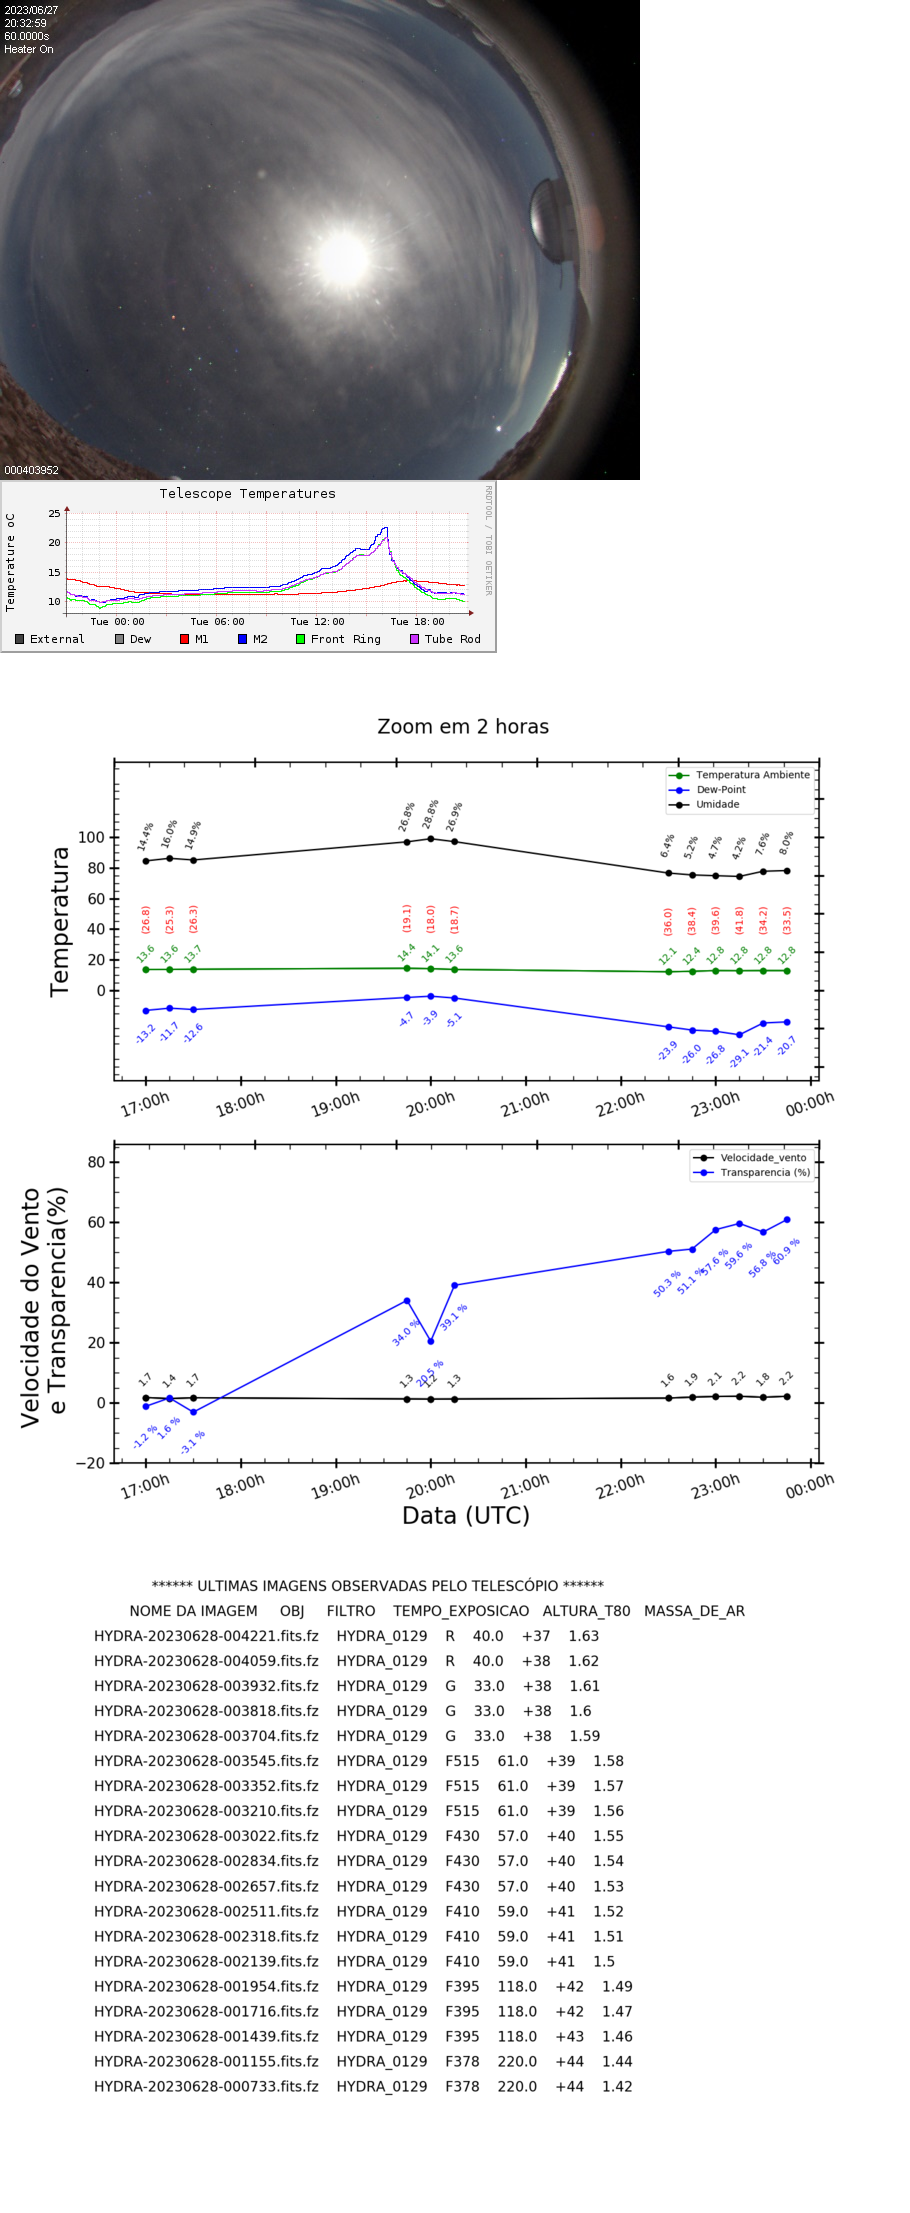 2023/06/27
20:32:59
60.0000s
Heater On
000403952
Telescope Temperatures
RRDTOOL / TOBI OETIKER
Temperature oC
25
20
15
10
Tue 00:00 Tue 06:00 Tue 12:00 Tue 18:00
External Dew M1 M2 Front Ring Tube Rod
Zoom em 2 horas
Temperatura Ambiente
Dew-Point
Umidade
Temperatura
100
80
60
40
20
0
14.4% 16.0% 14.9% 26.8% 28.8% 26.9% 6.4% 5.2% 4.7% 4.2% 7.6% 8.0%
(26.8) (25.3) (26.3) (19.1) (18.0) (18.7) (36.0) (38.4) (39.6) (41.8) (34.2) (33.5)
13.6 13.6 13.7 14.4 14.1 13.6 12.1 12.4 12.8 12.8 12.8 12.8
-13.2 -11.7 -12.6 -4.7 -3.9 -5.1 -23.9 -26.0 -26.8 -29.1 -21.4 -20.7
17:00h 18:00h 19:00h 20:00h 21:00h 22:00h 23:00h 00:00h
Velocidade_vento
Transparencia (%)
Velocidade do Vento
e Transparencia(%)
80
60
40
20
0
−20
50.3 % 51.1 % 57.6 % 59.6 % 56.8 % 60.9 %
34.0 % 20.5 % 39.1 %
1.7 1.4 1.7 1.3 1.2 1.3 1.6 1.9 2.1 2.2 1.8 2.2
-1.2 % 1.6 % -3.1 %
17:00h 18:00h 19:00h 20:00h 21:00h 22:00h 23:00h 00:00h
Data (UTC)
****** ULTIMAS IMAGENS OBSERVADAS PELO TELESCÓPIO ******
NOME DA IMAGEM OBJ FILTRO TEMPO_EXPOSICAO ALTURA_T80 MASSA_DE_AR
HYDRA-20230628-004221.fits.fz HYDRA_0129 R 40.0 +37 1.63
HYDRA-20230628-004059.fits.fz HYDRA_0129 R 40.0 +38 1.62
HYDRA-20230628-003932.fits.fz HYDRA_0129 G 33.0 +38 1.61
HYDRA-20230628-003818.fits.fz HYDRA_0129 G 33.0 +38 1.6
HYDRA-20230628-003704.fits.fz HYDRA_0129 G 33.0 +38 1.59
HYDRA-20230628-003545.fits.fz HYDRA_0129 F515 61.0 +39 1.58
HYDRA-20230628-003352.fits.fz HYDRA_0129 F515 61.0 +39 1.57
HYDRA-20230628-003210.fits.fz HYDRA_0129 F515 61.0 +39 1.56
HYDRA-20230628-003022.fits.fz HYDRA_0129 F430 57.0 +40 1.55
HYDRA-20230628-002834.fits.fz HYDRA_0129 F430 57.0 +40 1.54
HYDRA-20230628-002657.fits.fz HYDRA_0129 F430 57.0 +40 1.53
HYDRA-20230628-002511.fits.fz HYDRA_0129 F410 59.0 +41 1.52
HYDRA-20230628-002318.fits.fz HYDRA_0129 F410 59.0 +41 1.51
HYDRA-20230628-002139.fits.fz HYDRA_0129 F410 59.0 +41 1.5
HYDRA-20230628-001954.fits.fz HYDRA_0129 F395 118.0 +42 1.49
HYDRA-20230628-001716.fits.fz HYDRA_0129 F395 118.0 +42 1.47
HYDRA-20230628-001439.fits.fz HYDRA_0129 F395 118.0 +43 1.46
HYDRA-20230628-001155.fits.fz HYDRA_0129 F378 220.0 +44 1.44
HYDRA-20230628-000733.fits.fz HYDRA_0129 F378 220.0 +44 1.42